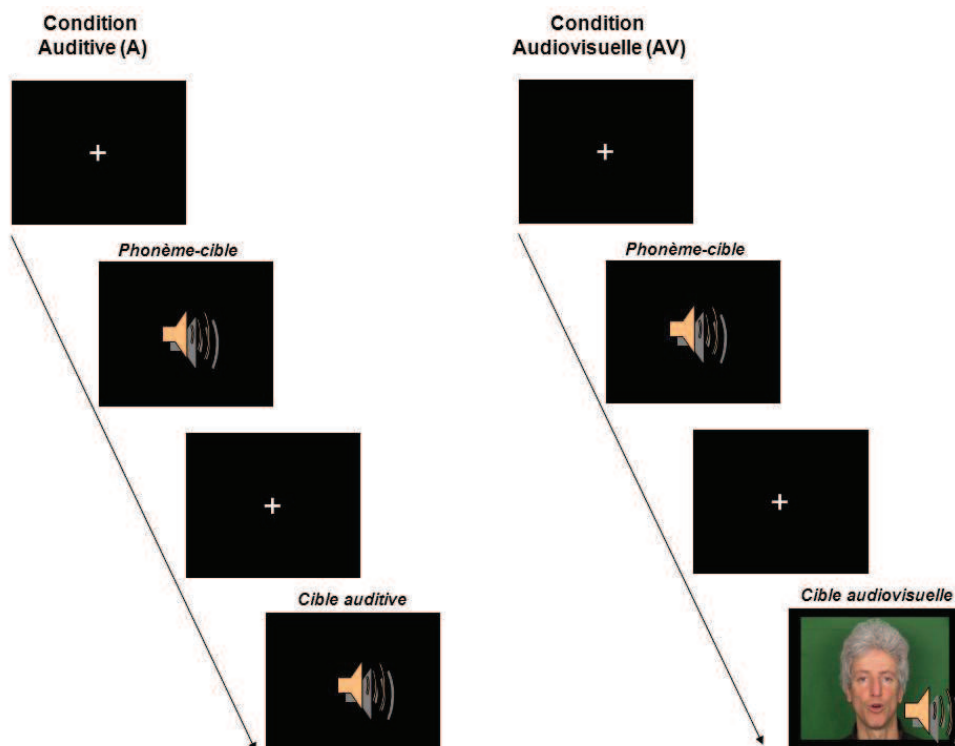 Condition
Auditive (A)
Condition
Audiovisuelle (AV)
Phonème-cible
Phonème-cible
Cible auditive
Cible audiovisuelle